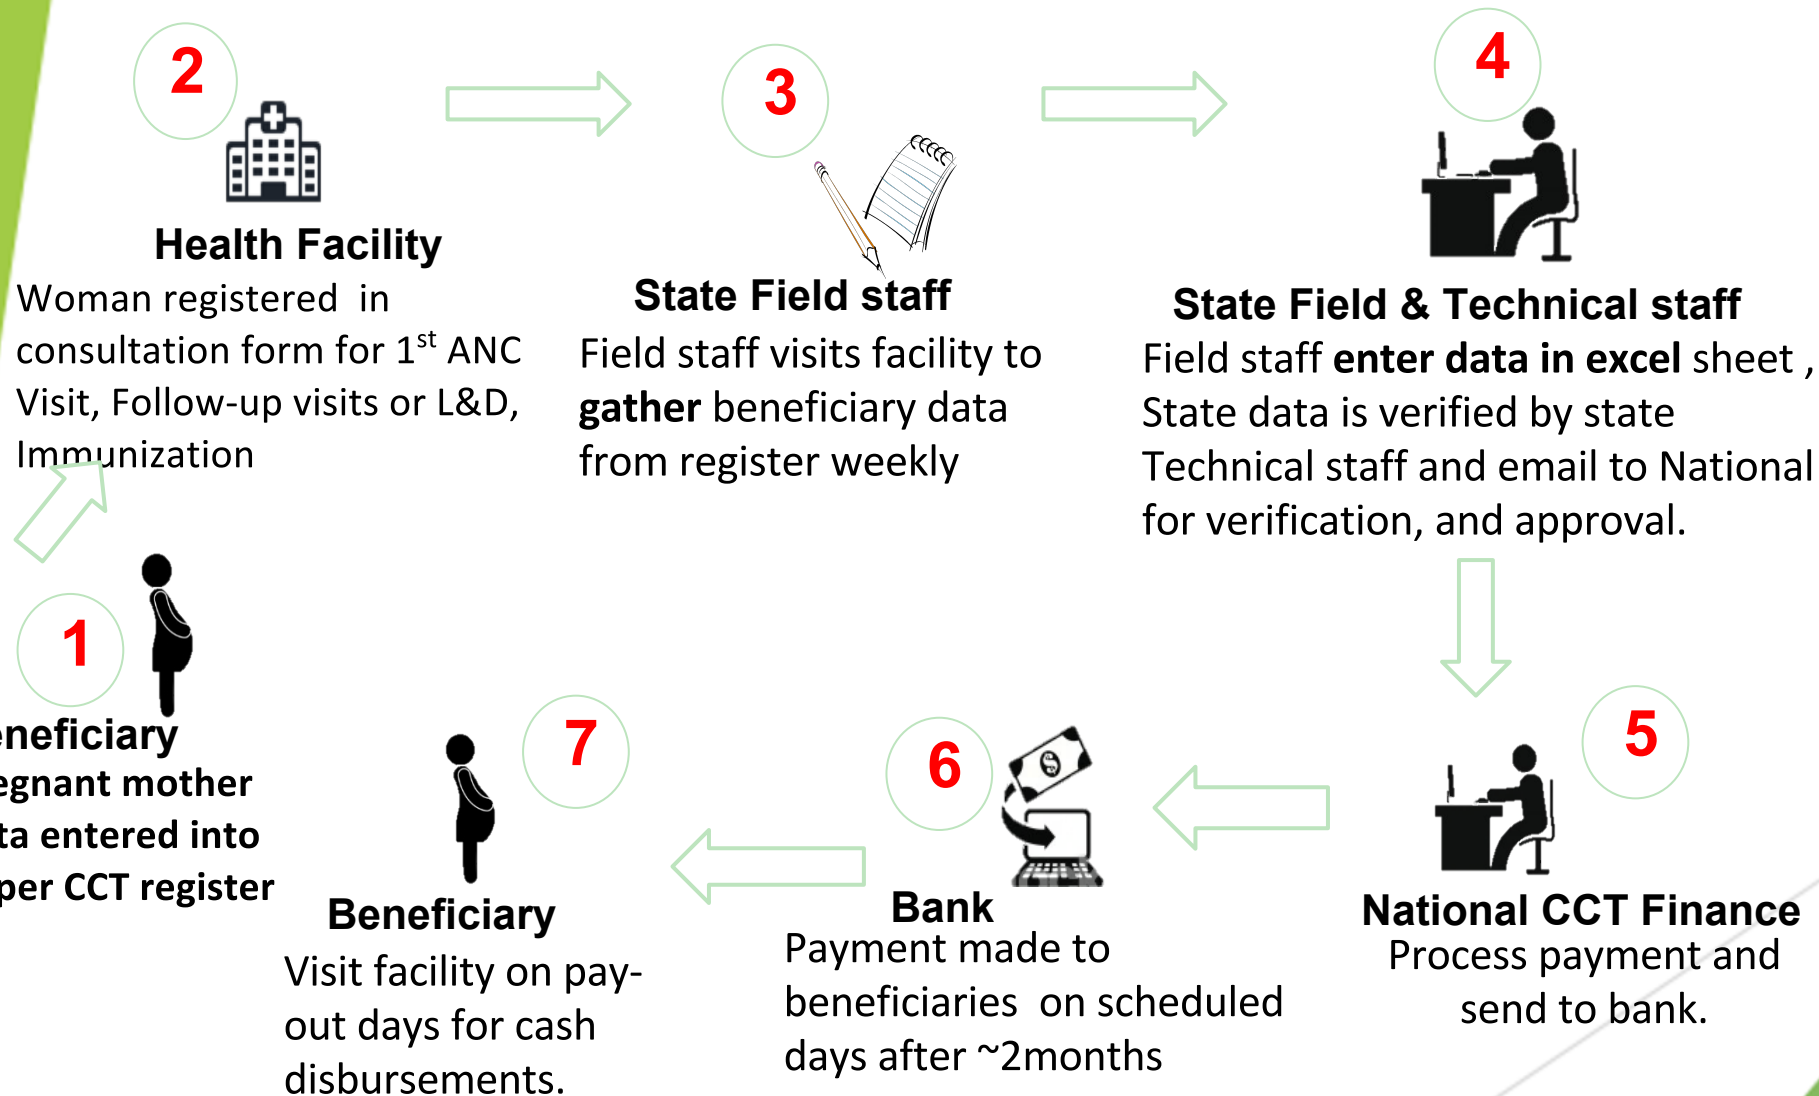 2
Health Facility
Woman registered in
consultation form for 1st ANC
Visit, Follow-up visits or L&D,
Immunization
3
State Field staff
Field staff visits facility to
gather beneficiary data
from register weekly
4
State Field & Technical staff
Field staff enter data in excel sheet ,
State data is verified by state
Technical staff and email to National
for verification, and approval.
1
eneficiary
egnant mother
ta entered into
per CCT register
7
Beneficiary
Visit facility on pay-
out days for cash
disbursements.
6
Bank
Payment made to
beneficiaries on scheduled
days after ~2months
5
National CCT Finance
Process payment and
send to bank.